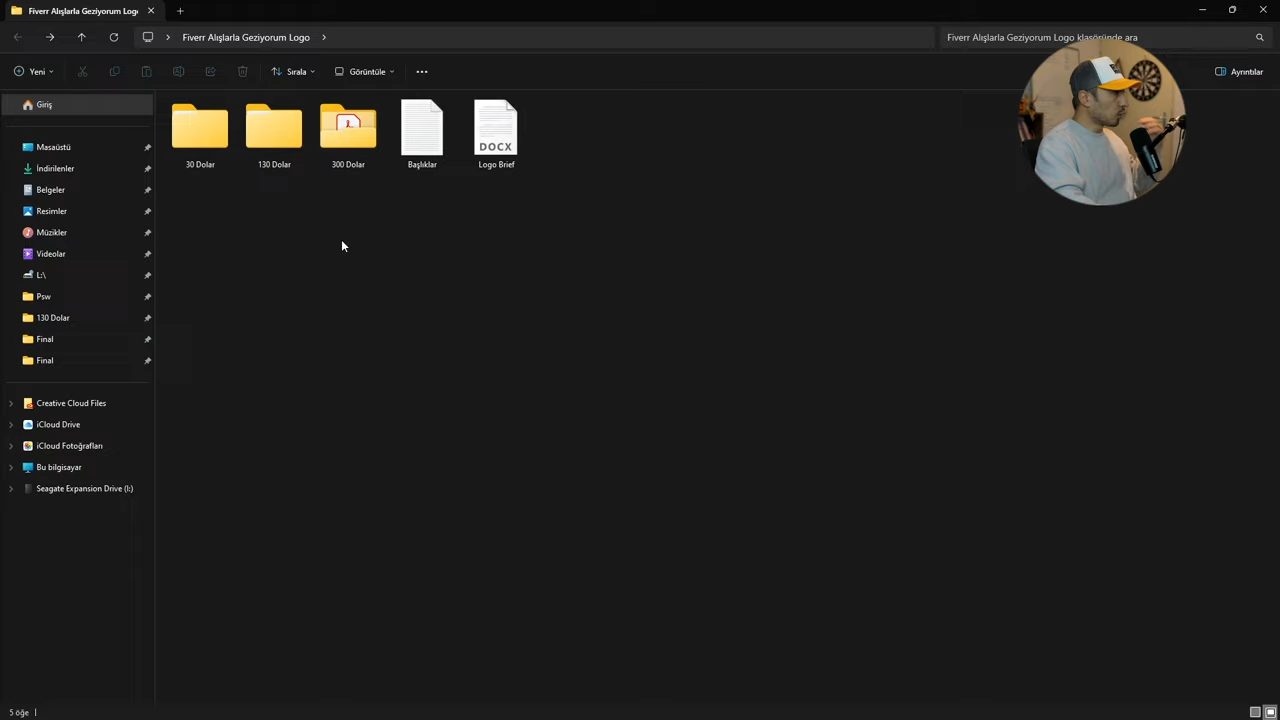 Fiverr Alışlarla Geziyorum Log
Fiverr Alışlarla Geziyorum Logo
Fiverr Alışlarla Geziyorum Logo klasöründe ara
Yeni
Sırala
Görüntüle
Ayrıntılar
Giriş
Masaüstü
İndirilenler
Belgeler
Resimler
Müzikler
Videolar
L:\
Psw
130 Dolar
Final
Final
Creative Cloud Files
iCloud Drive
iCloud Fotoğrafları
Bu bilgisayar
Seagate Expansion Drive (I:)
DOCX
30 Dolar
130 Dolar
300 Dolar
Başlıklar
Logo Brief
5 öğe